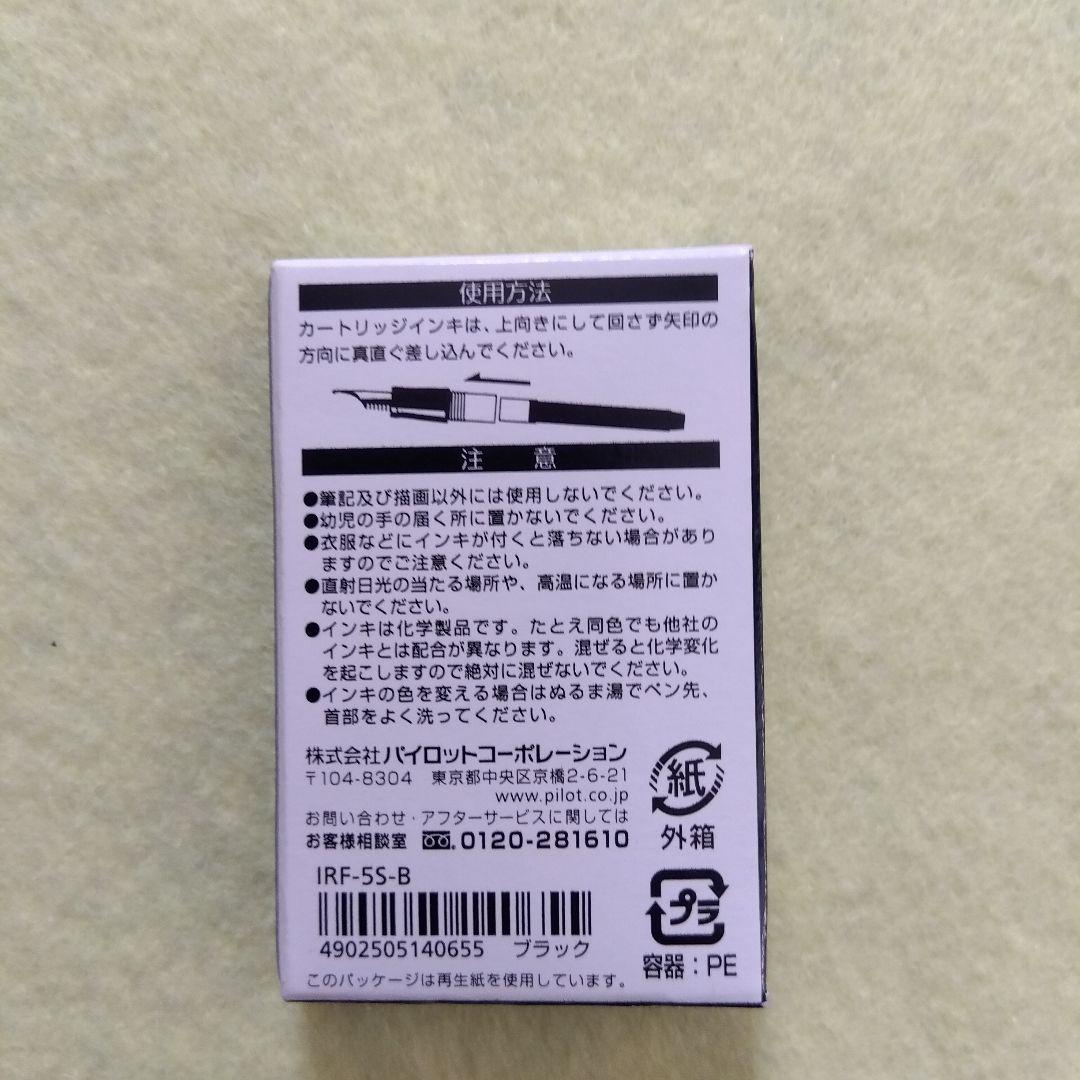 使用方法
カートリッジインキは、上向きにして回さず矢印の
方向に真直ぐ差し込んでください。
注　意
●筆記及び描画以外には使用しないでください。
●幼児の手の届く所に置かないでください。
●衣服などにインキが付くと落ちない場合があり
ますのでご注意ください。
●直射日光の当たる場所や、高温になる場所に置か
ないでください。
●インキは化学製品です。たとえ同色でも他社の
インキとは配合が異なります。混ぜると化学変化
を起こしますので絶対に混ぜないでください。
●インキの色を変える場合はぬるま湯でペン先、
首部をよく洗ってください。
株式会社パイロットコーポレーション
〒104-8304　東京都中央区京橋2-6-21
www.pilot.co.jp
お問い合わせ・アフターサービスに関しては
お客様相談室 0120-281610
紙
外箱
IRF-5S-B
4902505140655　ブラック
プラ
容器：PE
このパッケージは再生紙を使用しています。